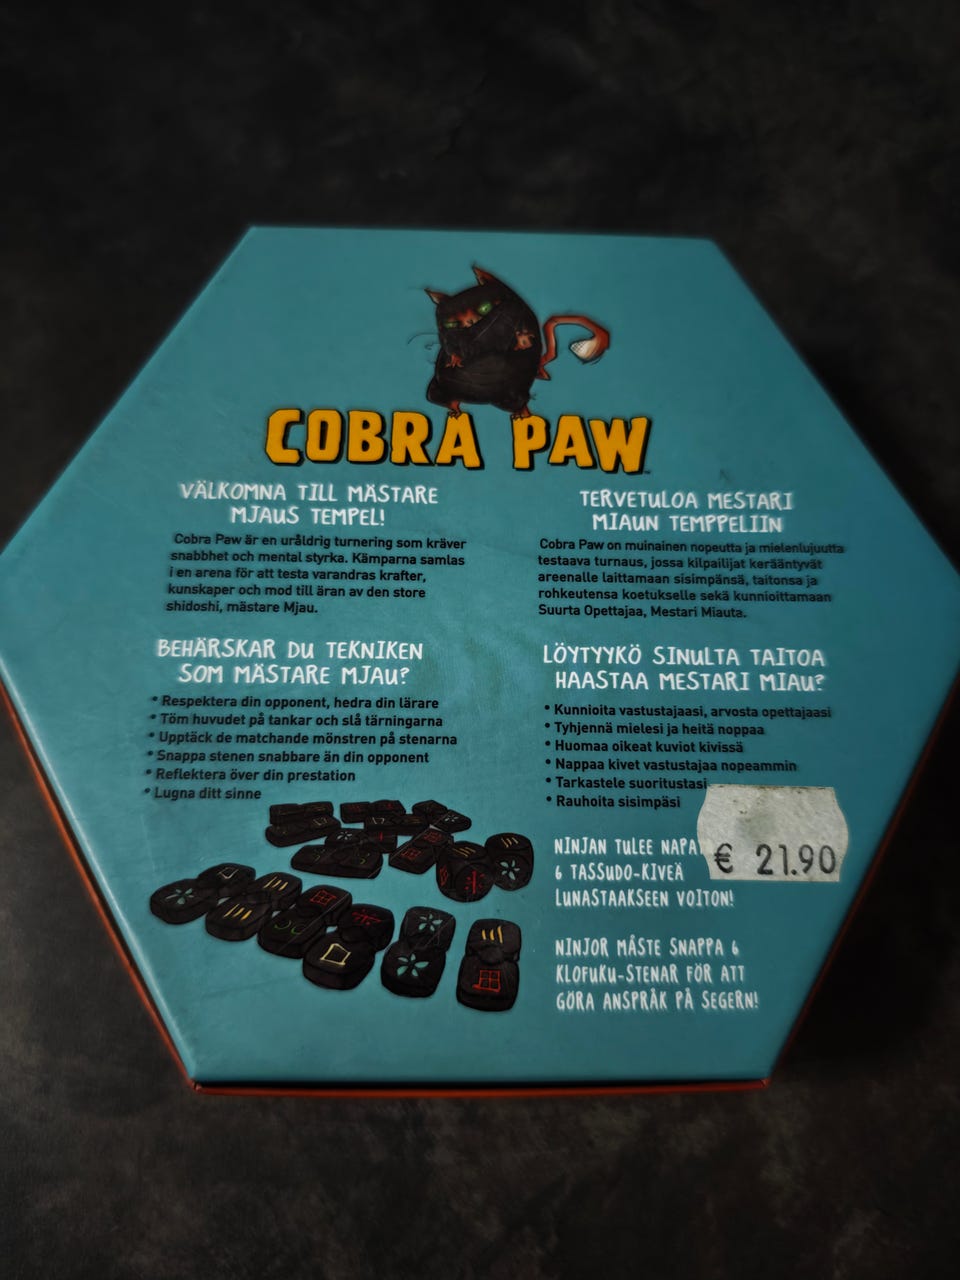 COBRA PAW
VÄLKOMNA TILL MÄSTARE
MJAUS TEMPEL!
Cobra Paw är en uråldrig turnering som kräver
snabbhet och mental styrka. Kämparna samlas
i en arena för att testa varandras krafter,
kunskaper och mod till äran av den store
shidoshi, mästare Mjau.
BEHÄRSKAR DU TEKNIKEN
SOM MÄSTARE MJAU?
• Respektera din opponent, hedra din lärare
• Töm huvudet på tankar och slå tärningarna
• Upptäck de matchande mönstren på stenarna
• Snappa stenen snabbare än din opponent
• Reflektera över din prestation
• Lugna ditt sinne
TERVETULOA MESTARI
MIAUN TEMPPELIIN
Cobra Paw on muinainen nopeutta ja mielenlujuutta
testaava turnaus, jossa kilpailijat kerääntyvät
areenalle laittamaan sisimpänsä, taitonsa ja
rohkeutensa koetukselle sekä kunnioittamaan
Suurta Opettajaa, Mestari Miauta.
LÖYTYYKÖ SINULTA TAITOA
HAASTAA MESTARI MIAU?
• Kunnioita vastustajaasi, arvosta opettajaasi
• Tyhjennä mielesi ja heitä noppaa
• Huomaa oikeat kuviot kivissä
• Nappaa kivet vastustajaa nopeammin
• Tarkastele suoritustasi
• Rauhoita sisimpäsi
NINJAN TULEE NAPA
6 TASSUDO-KIVEÄ
LUNASTAAKSEEN VOITON!
€ 21.90
NINJOR MÅSTE SNAPPA 6
KLOFUKU-STENAR FÖR ATT
GÖRA ANSPRÅK PÅ SEGERN!